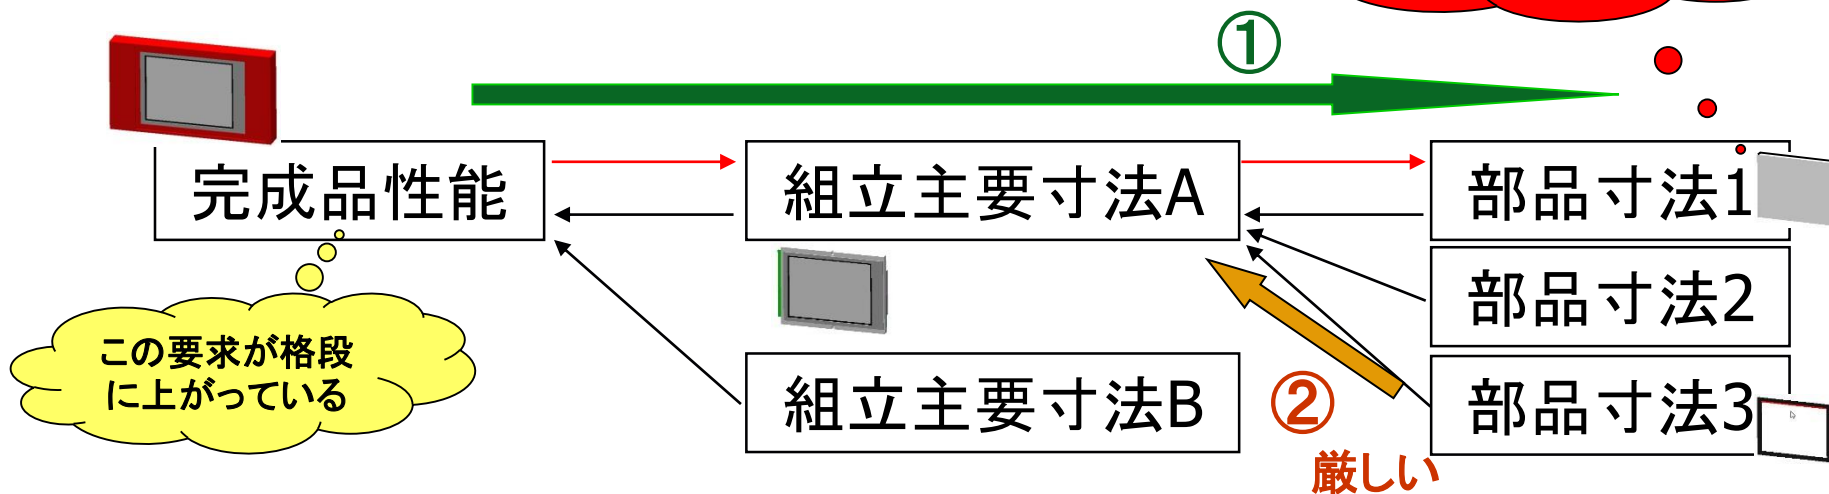 ①
完成品性能
組立主要寸法A
部品寸法1
部品寸法2
この要求が格段
に上がっている
組立主要寸法B
②
部品寸法3
厳しい